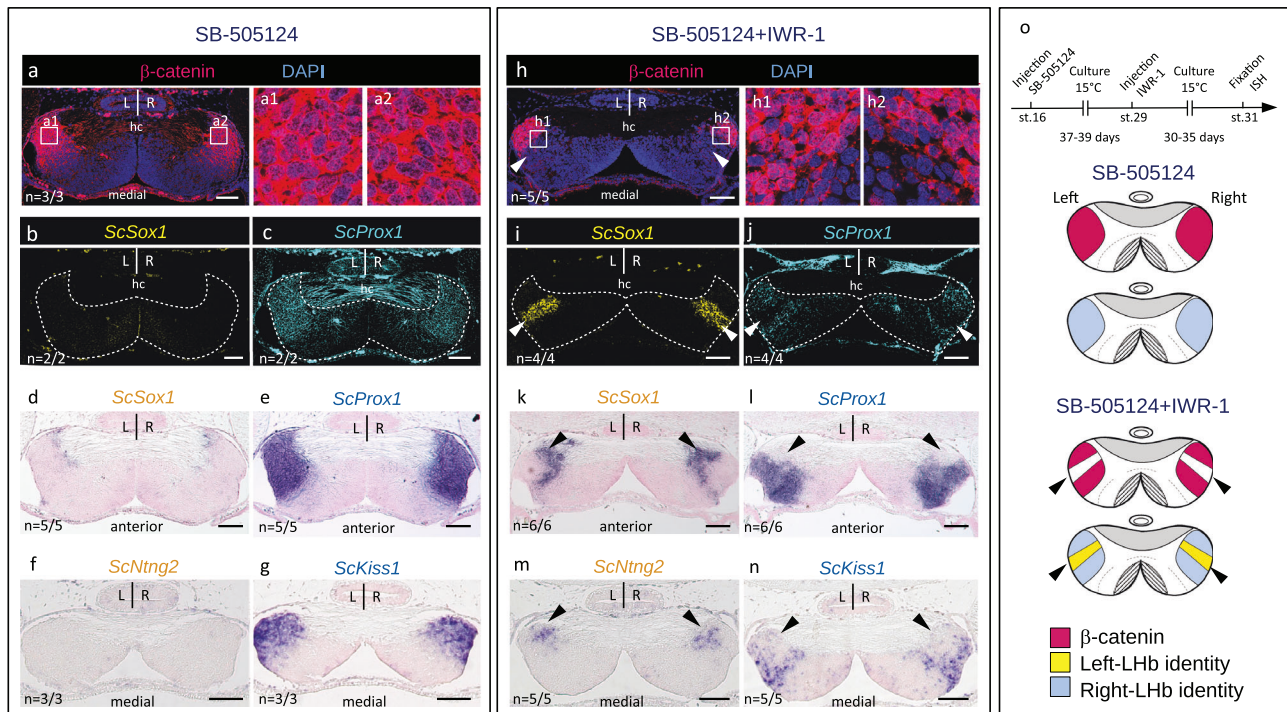 SB-505124
a
β-catenin DAPI
L R
hc
a1 a2
n=3/3 medial
a1
a2
b ScSox1
L R
hc
n=2/2
c ScProx1
L R
hc
n=2/2
d ScSox1
L R
n=5/5 anterior
e ScProx1
L R
n=5/5
f ScNtng2
L R
n=3/3 medial
g ScKiss1
L R
n=3/3
SB-505124+IWR-1
h
β-catenin DAPI
L R
hc
h1 h2
n=5/5 medial
h1
h2
i ScSox1
L R
hc
n=4/4
j ScProx1
L R
hc
n=4/4
k ScSox1
L R
n=6/6 anterior
l ScProx1
L R
n=6/6
m ScNtng2
L R
n=5/5 medial
n ScKiss1
L R
n=5/5
o
Injection
SB-505124
Culture
15°C
Injection
IWR-1
Culture
15°C
Fixation
ISH
st.16 st.29 st.31
37-39 days 30-35 days
SB-505124
Left Right
SB-505124+IWR-1
β-catenin
Left-LHb identity
Right-LHb identity